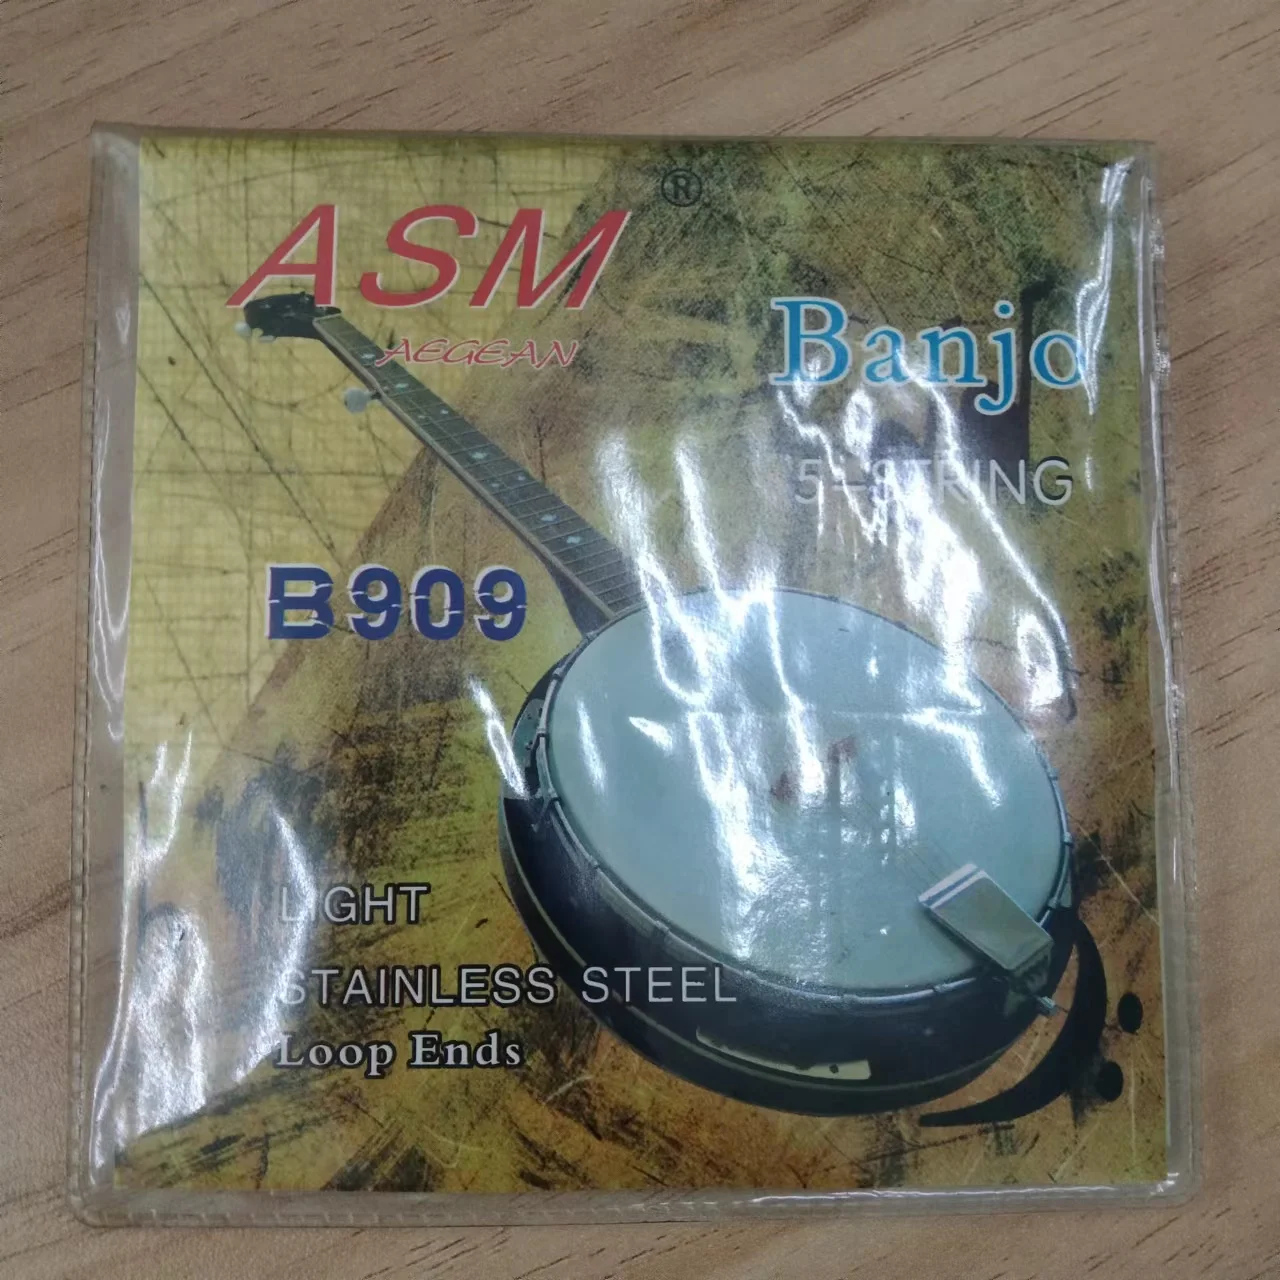 ASM ®
AEGEAN
Banjo
5-STRING
B909
LIGHT
STAINLESS STEEL
Loop Ends